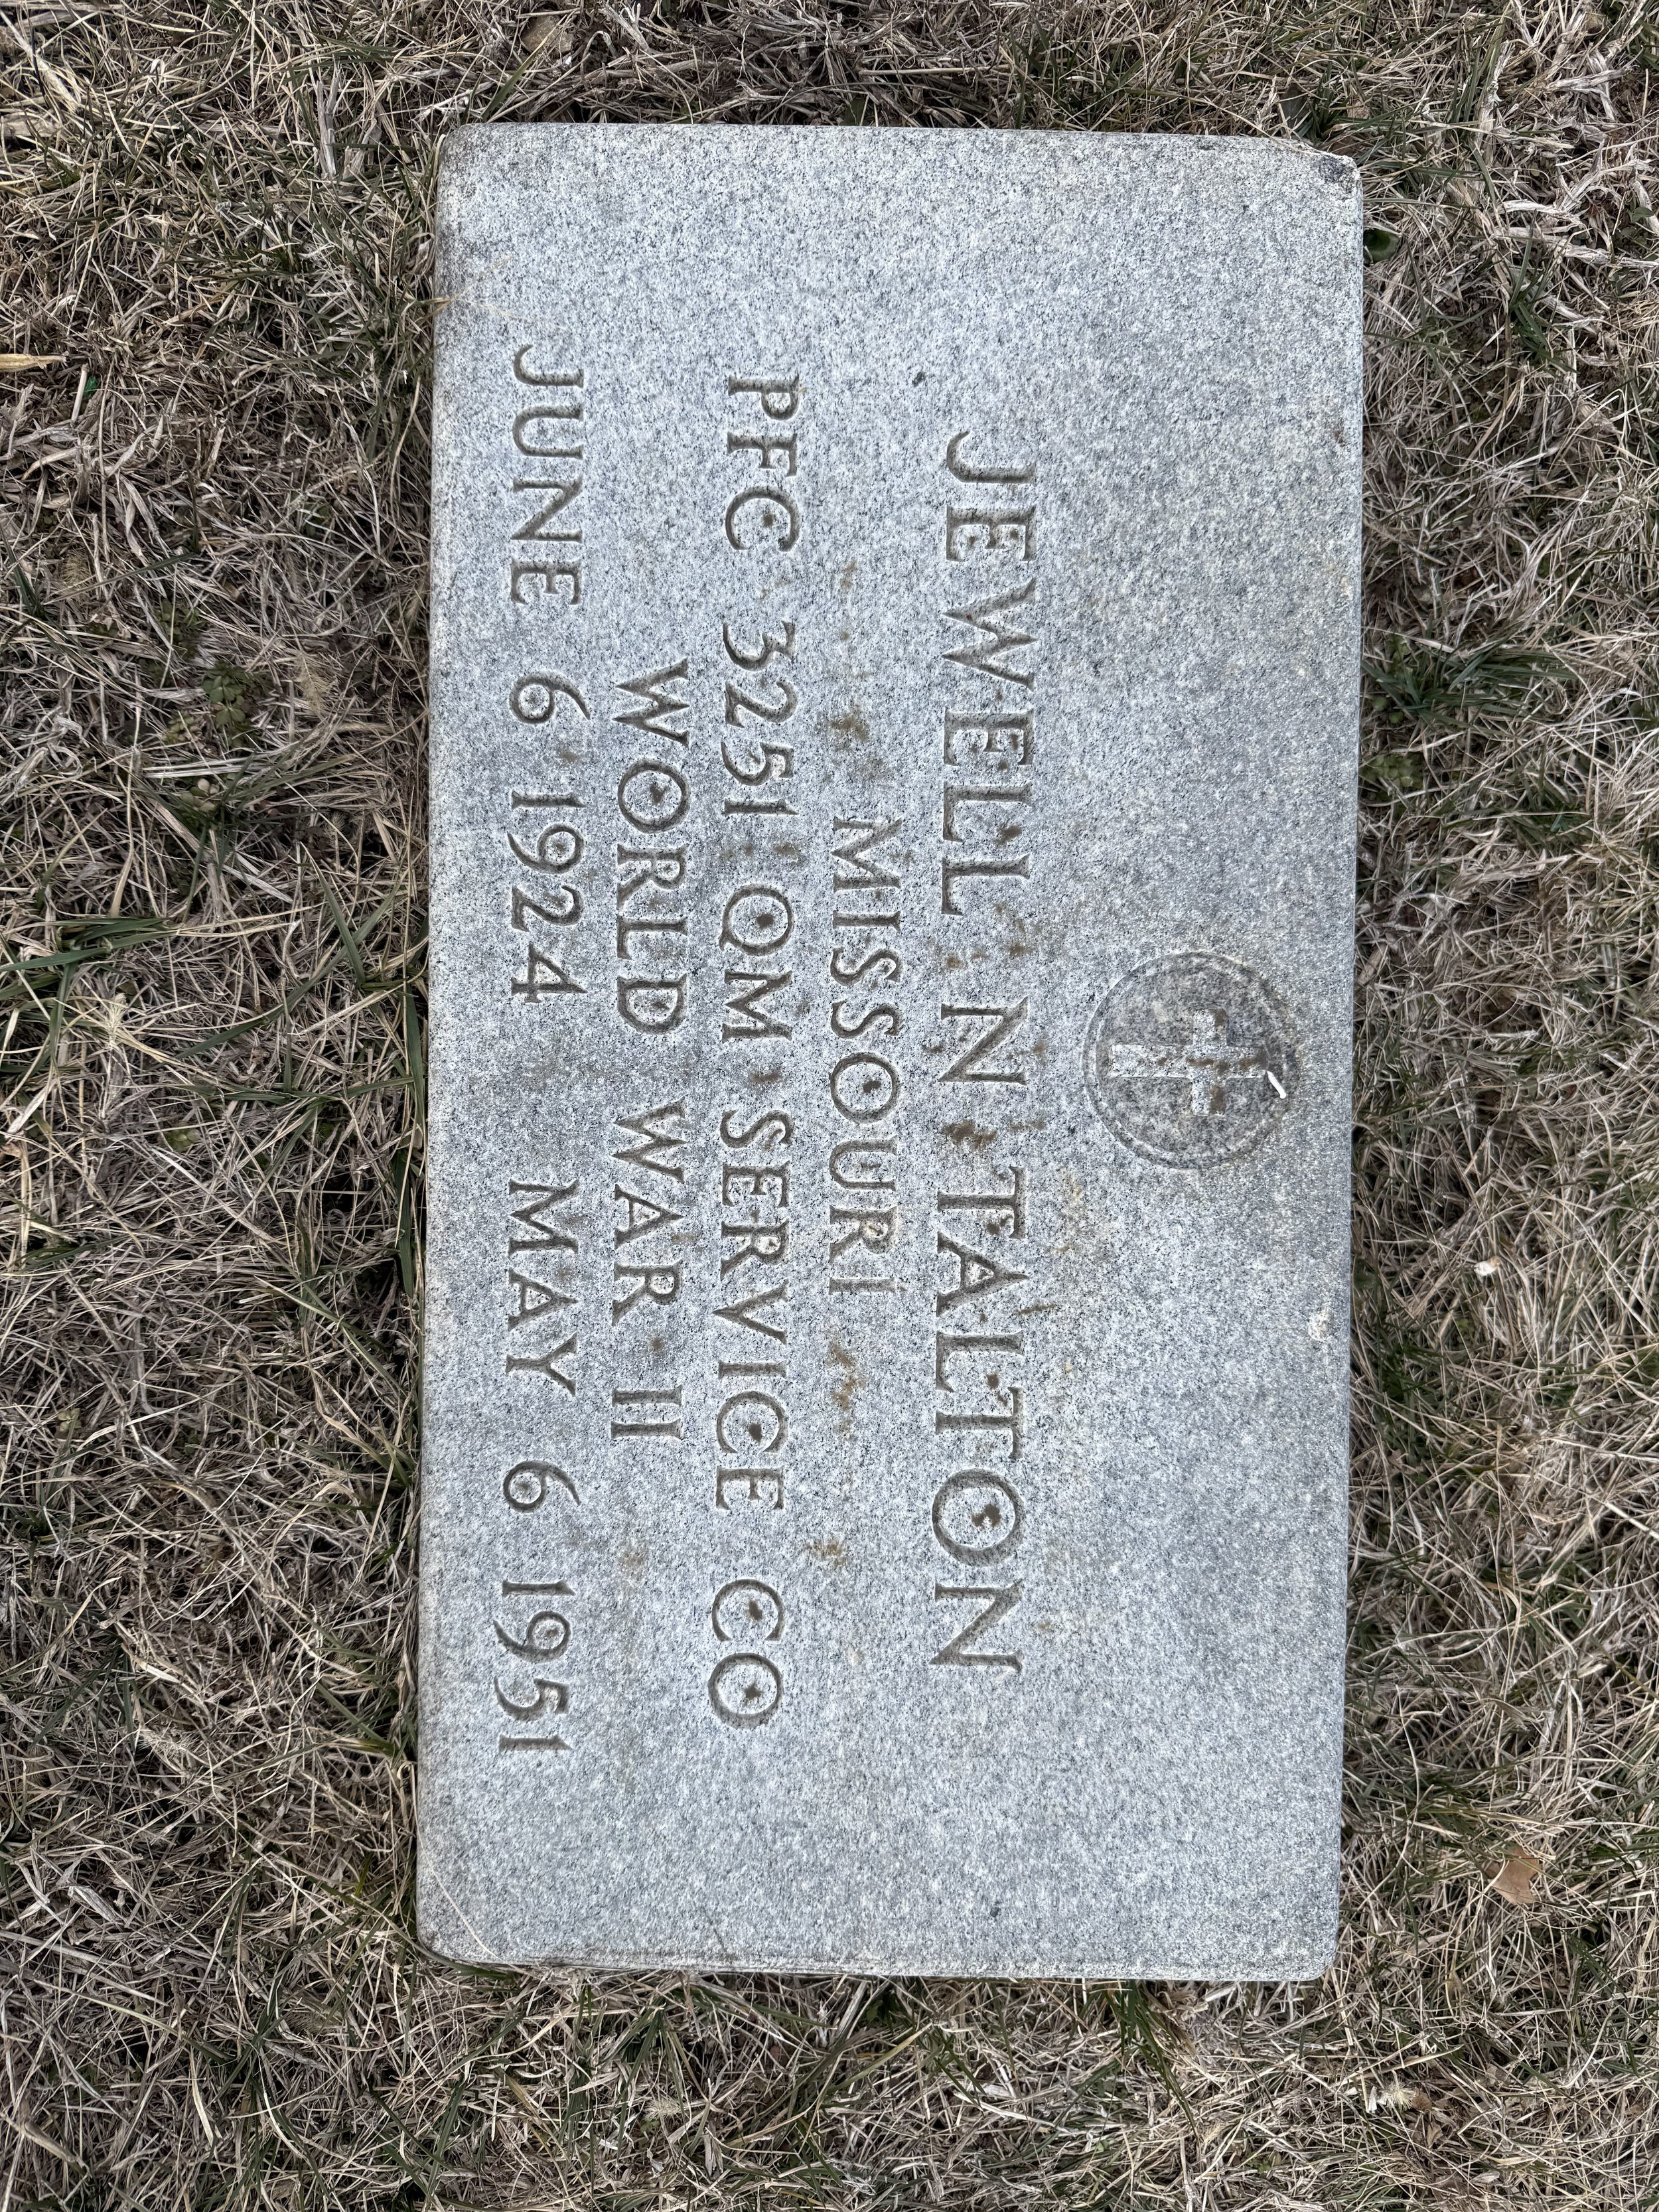 JEWELL N TALTON
MISSOURI
PFC 3251 QM SERVICE CO
WORLD WAR II
JUNE 6 1924 MAY 6 1951